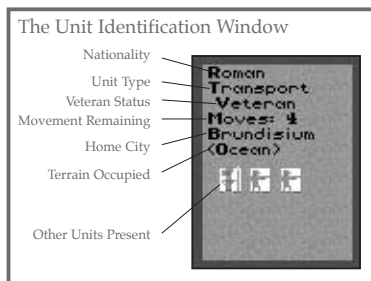 The Unit Identification Window
Nationality
Unit Type
Veteran Status
Movement Remaining
Home City
Terrain Occupied
Other Units Present
Roman
Transport
Veteran
Moves: 4
Brundisium
(Ocean)